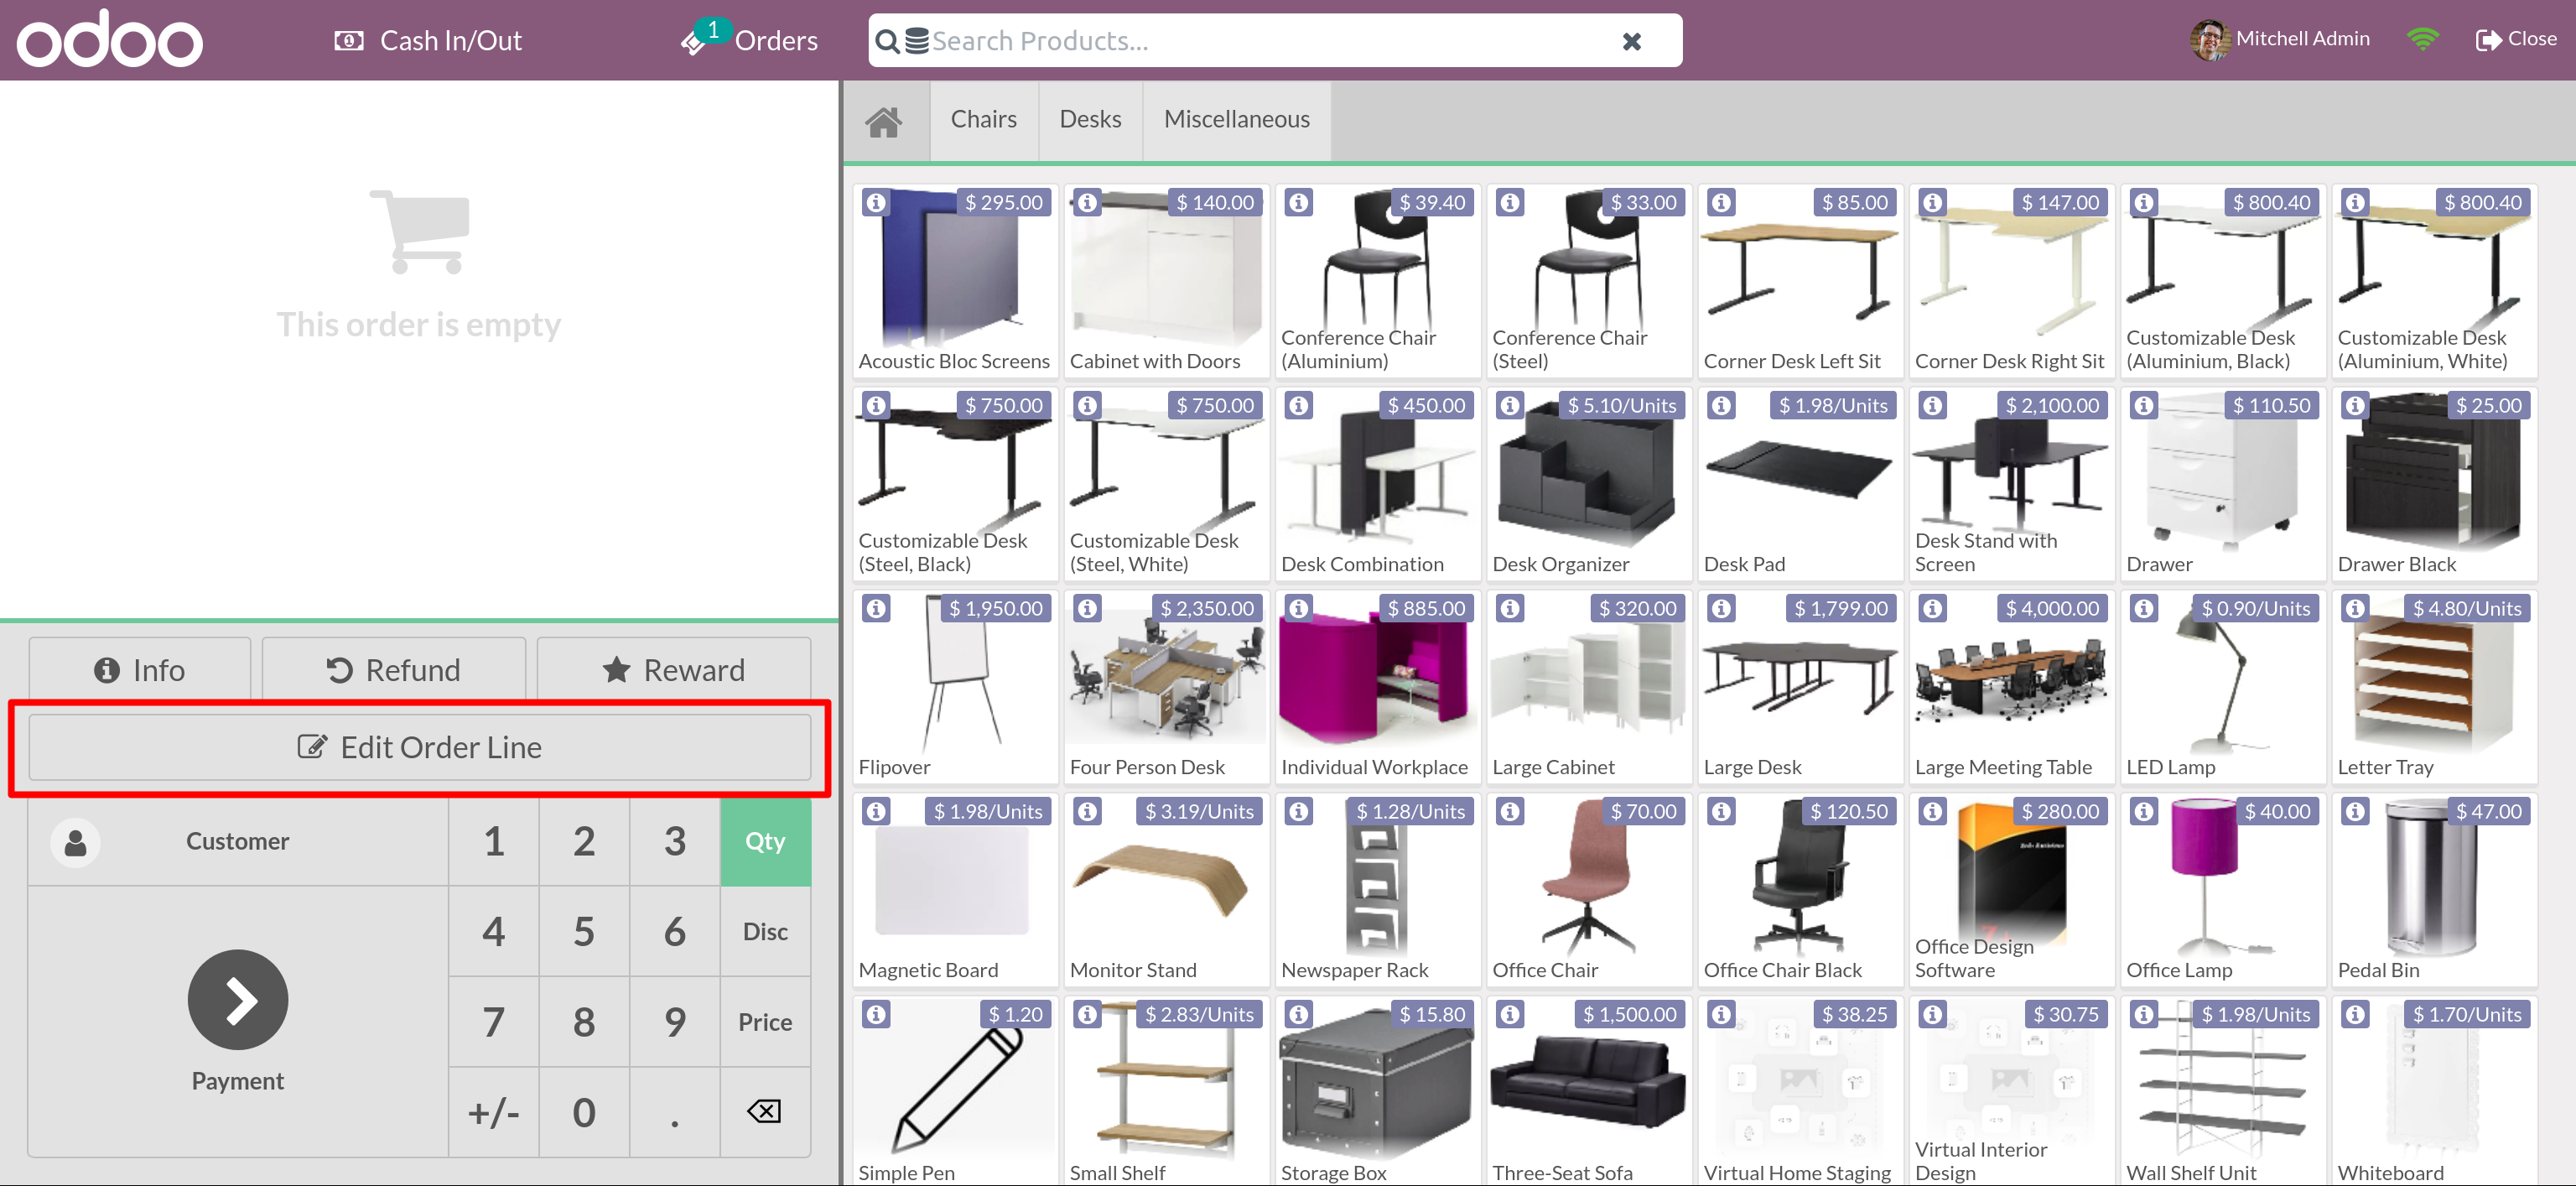 odoo
Cash In/Out
1
Orders
Search Products...
Mitchell Admin
Close
This order is empty
Info
Refund
Reward
Edit Order Line
Customer
1
2
3
Qty
4
5
6
Disc
Payment
7
8
9
Price
+/-
0
.
Chairs
Desks
Miscellaneous
$ 295.00
Acoustic Bloc Screens
$ 140.00
Cabinet with Doors
$ 39.40
Conference Chair
(Aluminium)
$ 33.00
Conference Chair
(Steel)
$ 85.00
Corner Desk Left Sit
$ 147.00
Corner Desk Right Sit
$ 800.40
Customizable Desk
(Aluminium, Black)
$ 800.40
Customizable Desk
(Aluminium, White)
$ 750.00
Customizable Desk
(Steel, Black)
$ 750.00
Customizable Desk
(Steel, White)
$ 450.00
Desk Combination
$ 5.10/Units
Desk Organizer
$ 1.98/Units
Desk Pad
$ 2,100.00
Desk Stand with
Screen
$ 110.50
Drawer
$ 25.00
Drawer Black
$ 1,950.00
Flipover
$ 2,350.00
Four Person Desk
$ 885.00
Individual Workplace
$ 320.00
Large Cabinet
$ 1,799.00
Large Desk
$ 4,000.00
Large Meeting Table
$ 0.90/Units
LED Lamp
$ 4.80/Units
Letter Tray
$ 1.98/Units
Magnetic Board
$ 3.19/Units
Monitor Stand
$ 1.28/Units
Newspaper Rack
$ 70.00
Office Chair
$ 120.50
Office Chair Black
$ 280.00
Office Design
Software
$ 40.00
Office Lamp
$ 47.00
Pedal Bin
$ 1.20
Simple Pen
$ 2.83/Units
Small Shelf
$ 15.80
Storage Box
$ 1,500.00
Three-Seat Sofa
$ 38.25
Virtual Home Staging
$ 30.75
Virtual Interior
Design
$ 1.98/Units
Wall Shelf Unit
$ 1.70/Units
Whiteboard